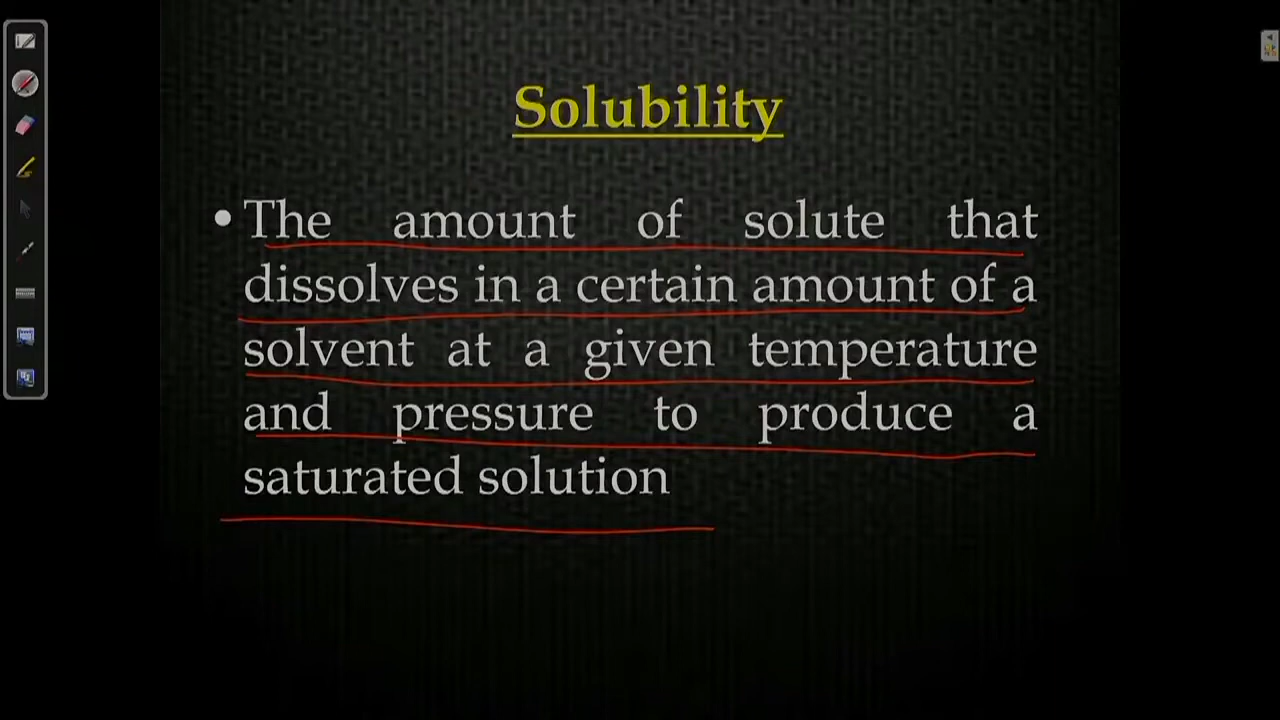 Solubility
• The amount of solute that
dissolves in a certain amount of a
solvent at a given temperature
and pressure to produce a
saturated solution